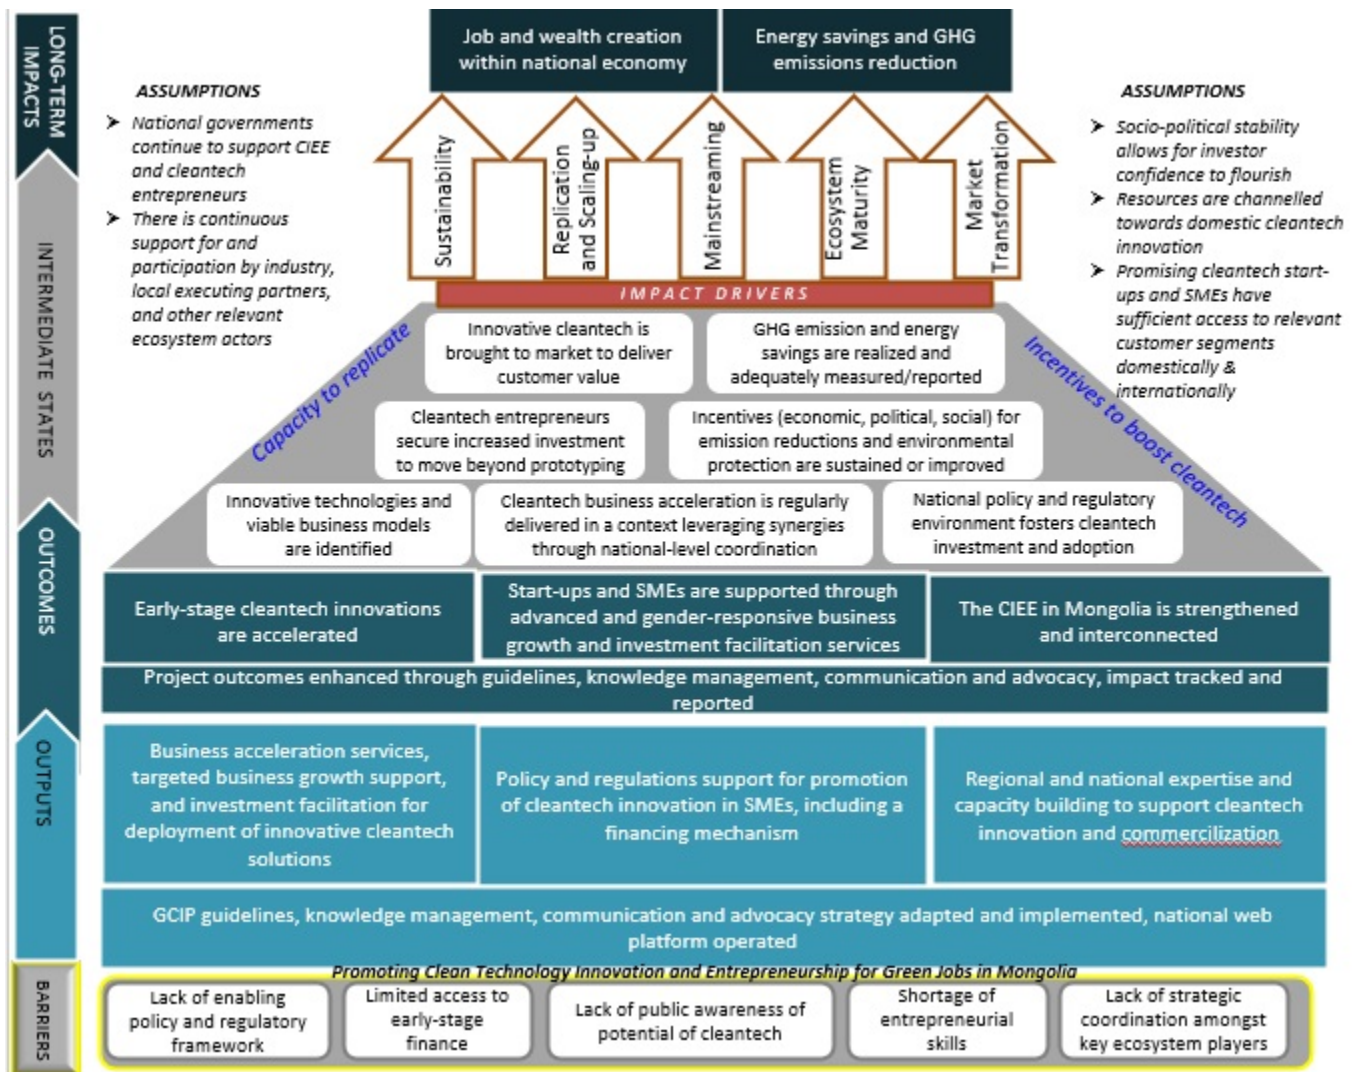 LONG-TERM
IMPACTS
Job and wealth creation
within national economy
Energy savings and GHG
emissions reduction
ASSUMPTIONS
➤ National governments
continue to support CIEE
and cleantech
entrepreneurs
➤ There is continuous
support for and
participation by industry,
local executing partners,
and other relevant
ecosystem actors
Sustainability
Replication
and Scaling-up
Mainstreaming
Ecosystem
Maturity
Market
Transformation
ASSUMPTIONS
➤ Socio-political stability
allows for investor
confidence to flourish
➤ Resources are channelled
towards domestic cleantech
innovation
➤ Promising cleantech start-
ups and SMEs have
sufficient access to relevant
customer segments
domestically &
internationally
IMPACT DRIVERS
INTERMEDIATE STATES
Capacity to replicate
Incentives to boost cleantech
Innovative cleantech is
brought to market to deliver
customer value
GHG emission and energy
savings are realized and
adequately measured/reported
Cleantech entrepreneurs
secure increased investment
to move beyond prototyping
Incentives (economic, political, social) for
emission reductions and environmental
protection are sustained or improved
Innovative technologies and
viable business models
are identified
Cleantech business acceleration is regularly
delivered in a context leveraging synergies
through national-level coordination
National policy and regulatory
environment fosters cleantech
investment and adoption
OUTCOMES
Early-stage cleantech innovations
are accelerated
Start-ups and SMEs are supported through
advanced and gender-responsive business
growth and investment facilitation services
The CIEE in Mongolia is strengthened
and interconnected
Project outcomes enhanced through guidelines, knowledge management, communication and advocacy, impact tracked and
reported
OUTPUTS
Business acceleration services,
targeted business growth support,
and investment facilitation for
deployment of innovative cleantech
solutions
Policy and regulations support for promotion
of cleantech innovation in SMEs, including a
financing mechanism
Regional and national expertise and
capacity building to support cleantech
innovation and commercilization
GCIP guidelines, knowledge management, communication and advocacy strategy adapted and implemented, national web
platform operated
Promoting Clean Technology Innovation and Entrepreneurship for Green Jobs in Mongolia
BARRIERS
Lack of enabling
policy and regulatory
framework
Limited access to
early-stage
finance
Lack of public awareness of
potential of cleantech
Shortage of
entrepreneurial
skills
Lack of strategic
coordination amongst
key ecosystem players